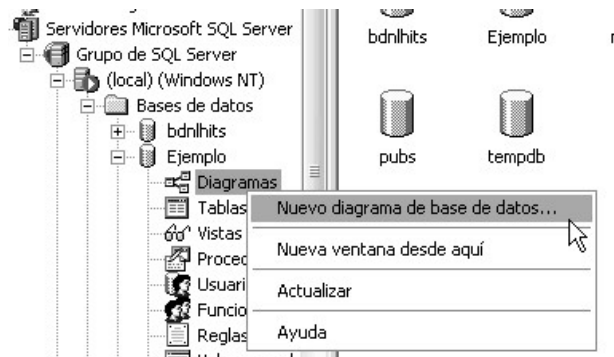 Servidores Microsoft SQL Server
Grupo de SQL Server
(local) (Windows NT)
Bases de datos
bdnlhits
Ejemplo
Diagramas
Tablas
Vistas
Proced
Usuari
Funcio
Reglas
bdnlhits Ejemplo
pubs tempdb
Nuevo diagrama de base de datos...
Nueva ventana desde aquí
Actualizar
Ayuda